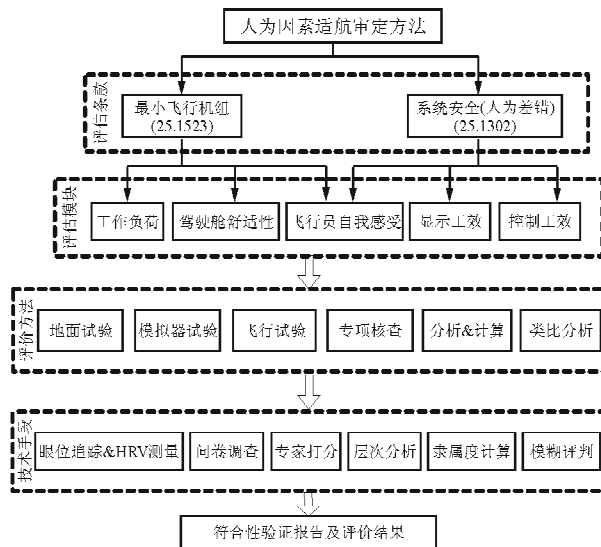 人为因素适航审定方法
评估条款
最小飞行机组
(25.1523)
系统安全(人为差错)
(25.1302)
评估模块
工作负荷
驾驶舱舒适性
飞行员自我感受
显示工效
控制工效
评价方法
地面试验
模拟器试验
飞行试验
专项核查
分析&计算
类比分析
技术手段
眼位追踪&HRV测量
问卷调查
专家打分
层次分析
隶属度计算
模糊评判
符合性验证报告及评价结果